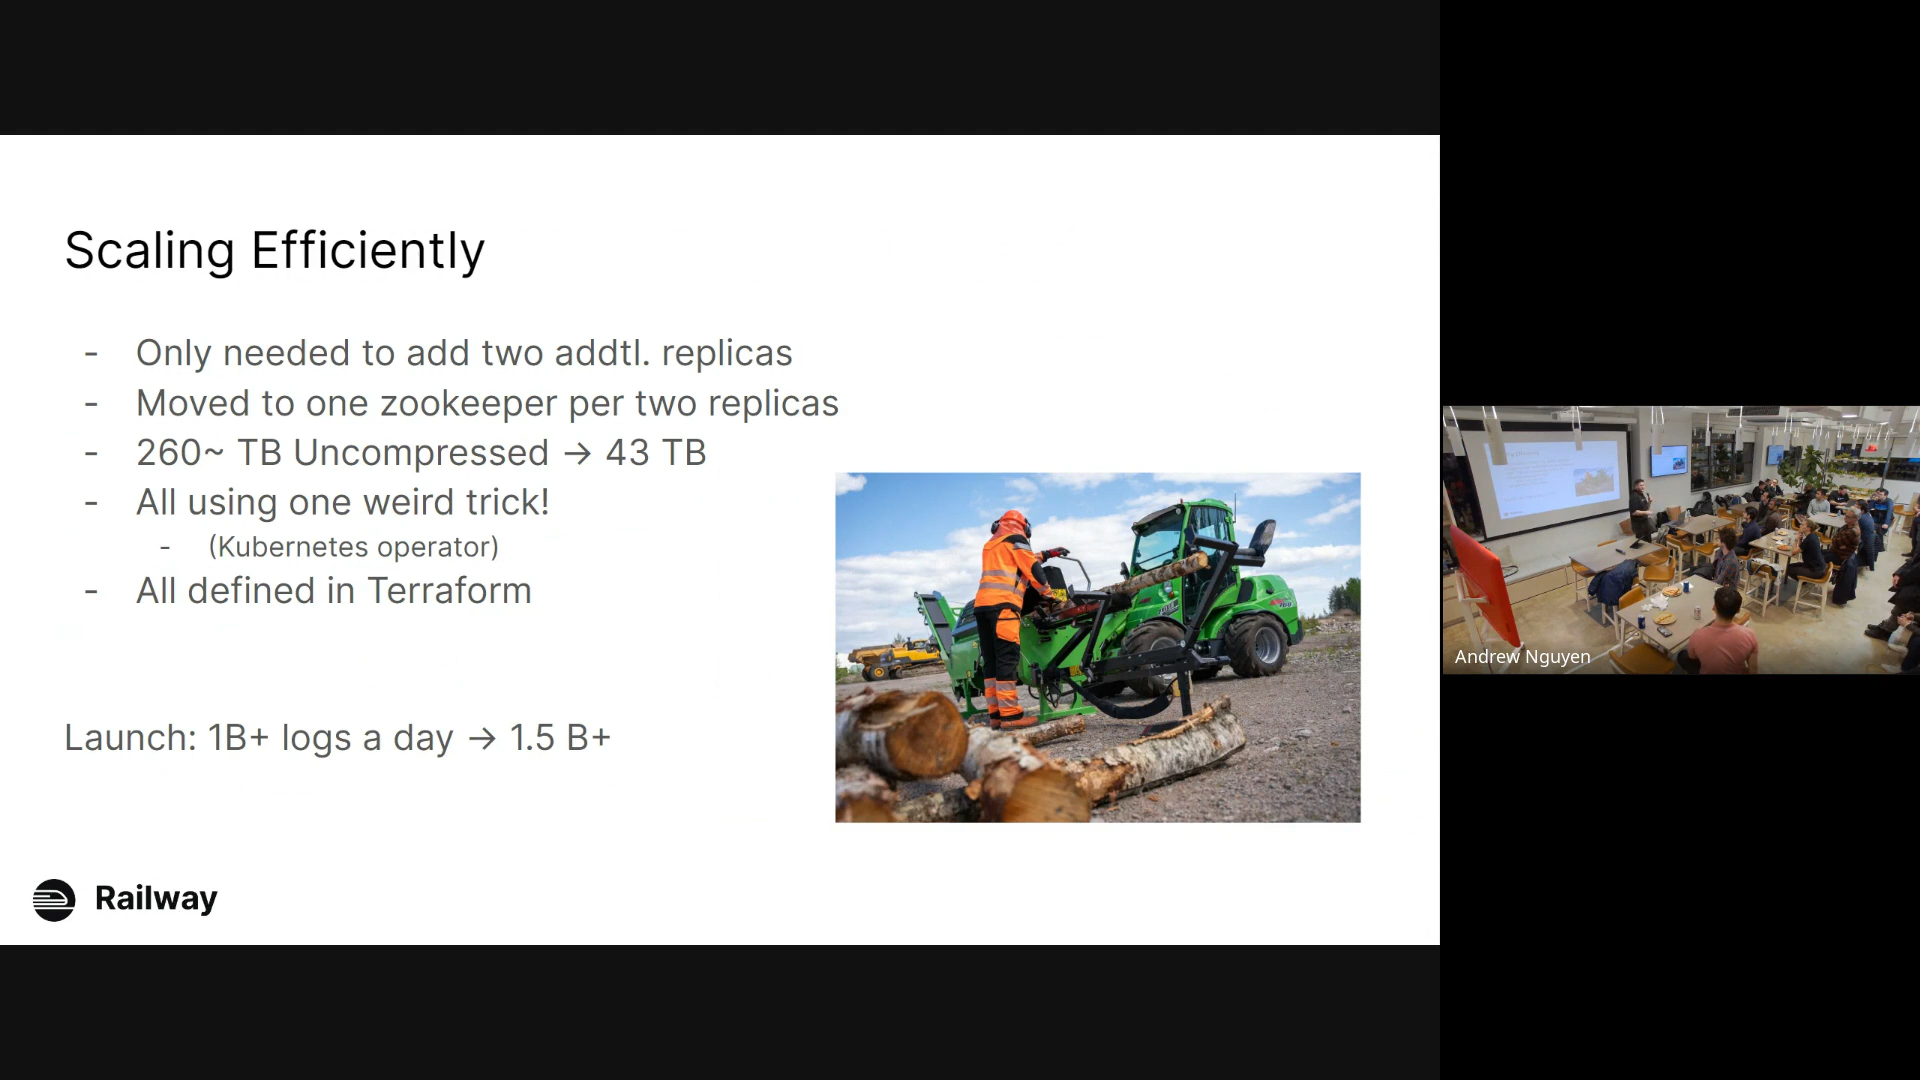 Scaling Efficiently
- Only needed to add two addtl. replicas
- Moved to one zookeeper per two replicas
- 260~ TB Uncompressed → 43 TB
- All using one weird trick!
- (Kubernetes operator)
- All defined in Terraform
Launch: 1B+ logs a day → 1.5 B+
Railway
Andrew Nguyen